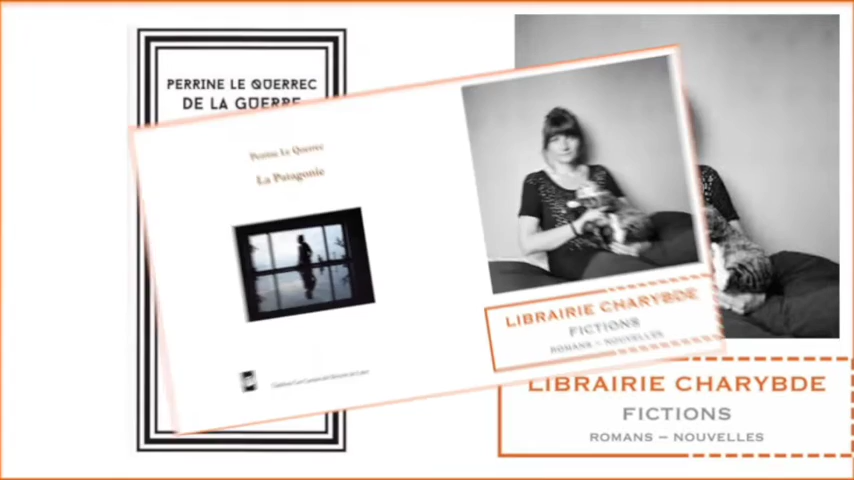 PERRINE LE QUERREC
DE LA GUERRE
Perrine Le Querrec
La Patagonie
LIBRAIRIE CHARYBDE
FICTIONS
ROMANS – NOUVELLES
LIBRAIRIE CHARYBDE
FICTIONS
ROMANS – NOUVELLES